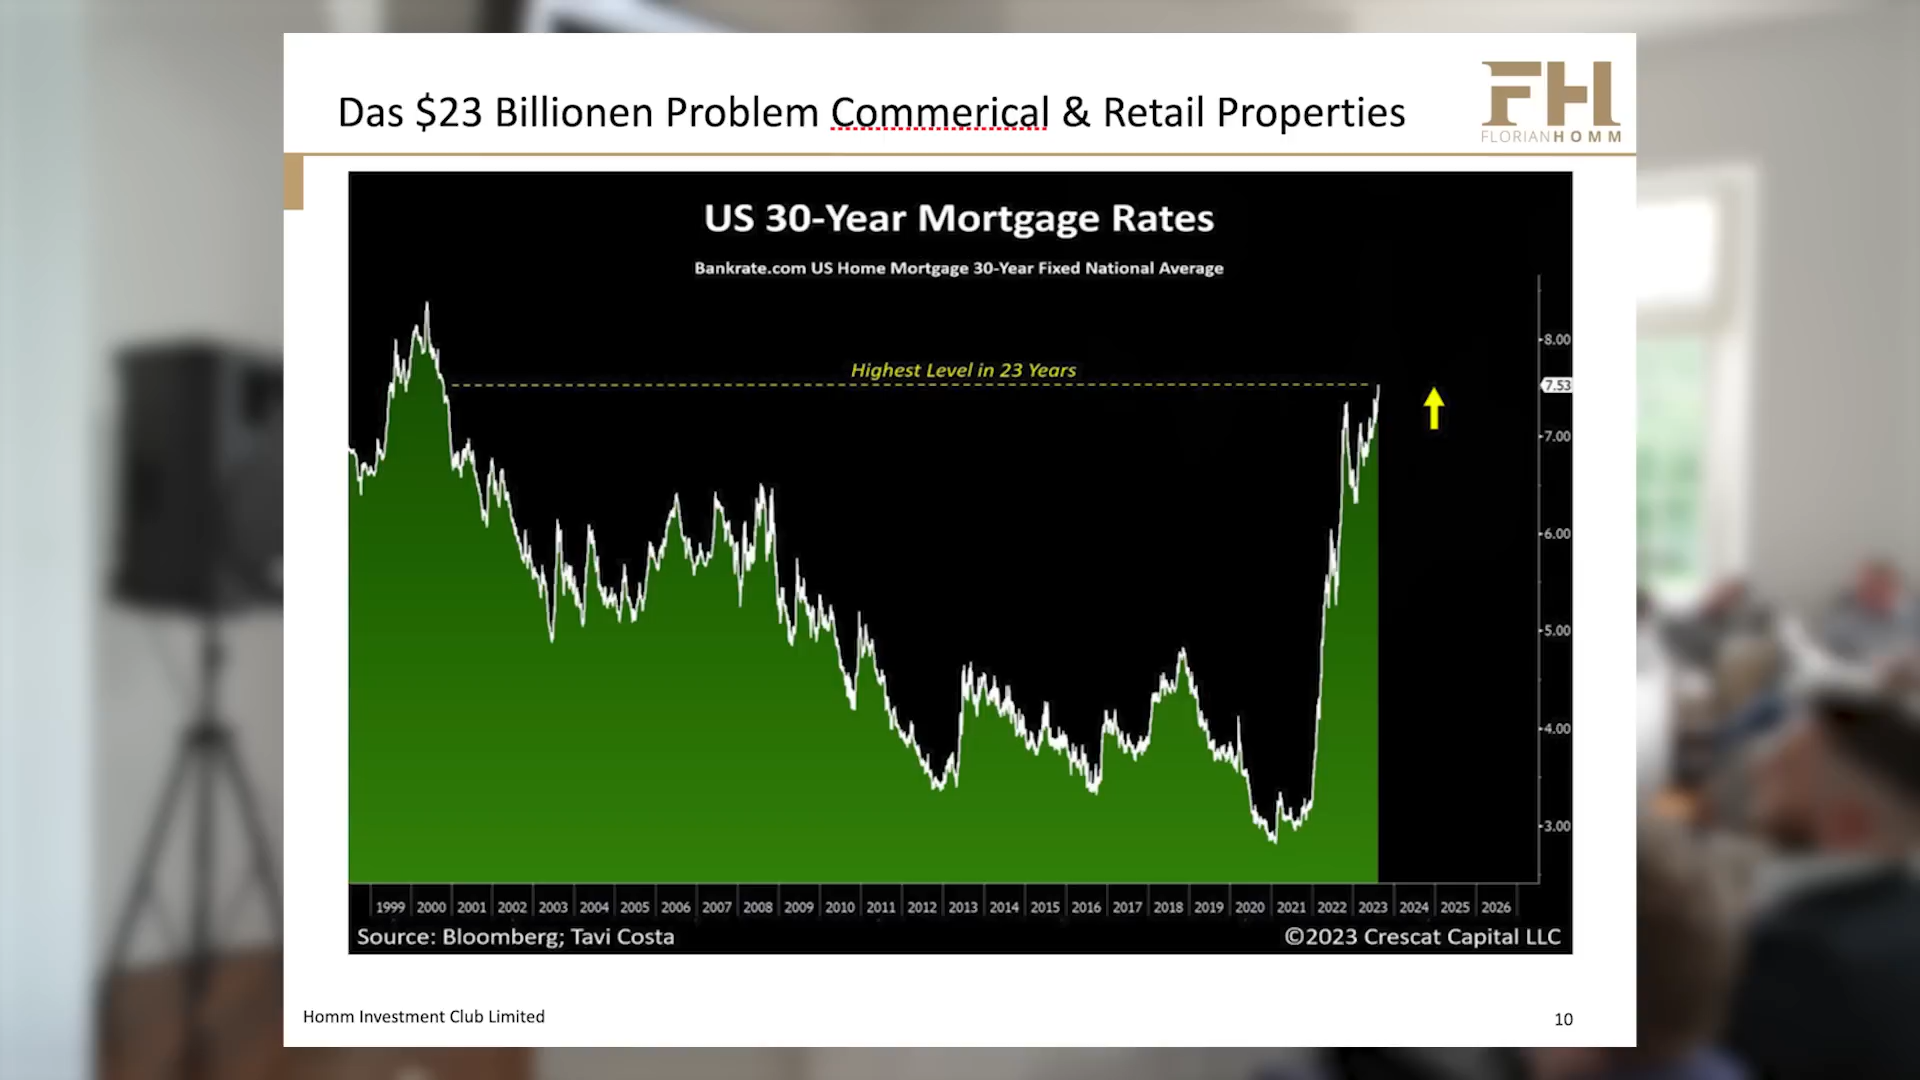 Das $23 Billionen Problem Commerical & Retail Properties
FH
FLORIANHOMM
US 30-Year Mortgage Rates
Bankrate.com US Home Mortgage 30-Year Fixed National Average
Highest Level in 23 Years
8.00
7.53
7.00
6.00
5.00
4.00
3.00
1999 2000 2001 2002 2003 2004 2005 2006 2007 2008 2009 2010 2011 2012 2013 2014 2015 2016 2017 2018 2019 2020 2021 2022 2023 2024 2025 2026
Source: Bloomberg; Tavi Costa
©2023 Crescat Capital LLC
Homm Investment Club Limited
10